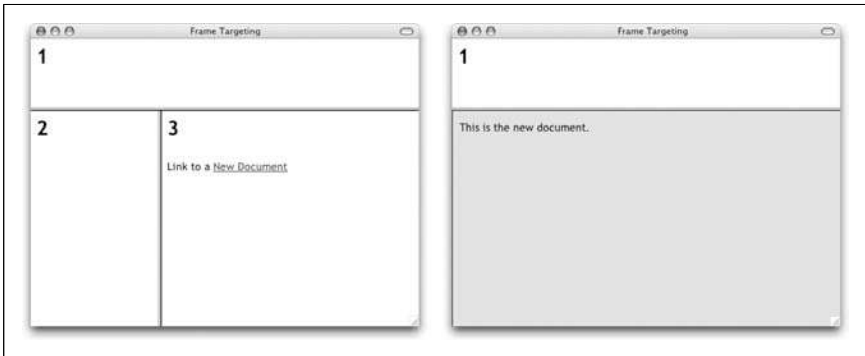 Frame Targeting
1
2
3
Link to a New Document
Frame Targeting
1
This is the new document.